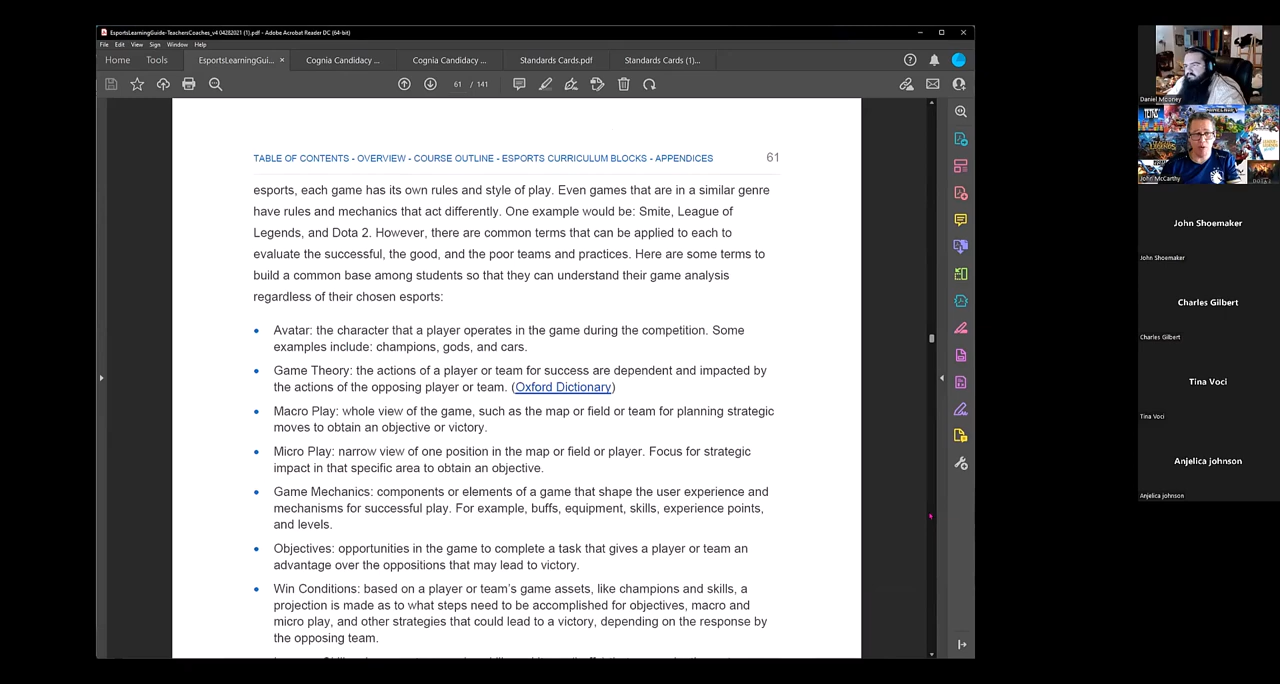 EsportsLearningGuide-TeachersCoaches_v4 04282021 (1).pdf - Adobe Acrobat Reader DC (64-bit)
File Edit View Sign Window Help
Home Tools EsportsLearningGui... × Cognia Candidacy ... Cognia Candidacy ... Standards Cards.pdf Standards Cards (1)...
61 / 141
TABLE OF CONTENTS - OVERVIEW - COURSE OUTLINE - ESPORTS CURRICULUM BLOCKS - APPENDICES 61
esports, each game has its own rules and style of play. Even games that are in a similar genre
have rules and mechanics that act differently. One example would be: Smite, League of
Legends, and Dota 2. However, there are common terms that can be applied to each to
evaluate the successful, the good, and the poor teams and practices. Here are some terms to
build a common base among students so that they can understand their game analysis
regardless of their chosen esports:
• Avatar: the character that a player operates in the game during the competition. Some
examples include: champions, gods, and cars.
• Game Theory: the actions of a player or team for success are dependent and impacted by
the actions of the opposing player or team. (Oxford Dictionary)
• Macro Play: whole view of the game, such as the map or field or team for planning strategic
moves to obtain an objective or victory.
• Micro Play: narrow view of one position in the map or field or player. Focus for strategic
impact in that specific area to obtain an objective.
• Game Mechanics: components or elements of a game that shape the user experience and
mechanisms for successful play. For example, buffs, equipment, skills, experience points,
and levels.
• Objectives: opportunities in the game to complete a task that gives a player or team an
advantage over the oppositions that may lead to victory.
• Win Conditions: based on a player or team's game assets, like champions and skills, a
projection is made as to what steps need to be accomplished for objectives, macro and
micro play, and other strategies that could lead to a victory, depending on the response by
the opposing team.
Daniel Mooney
TETRIS
John McCarthy
John Shoemaker
John Shoemaker
Charles Gilbert
Charles Gilbert
Tina Voci
Tina Voci
Anjelica johnson
Anjelica johnson